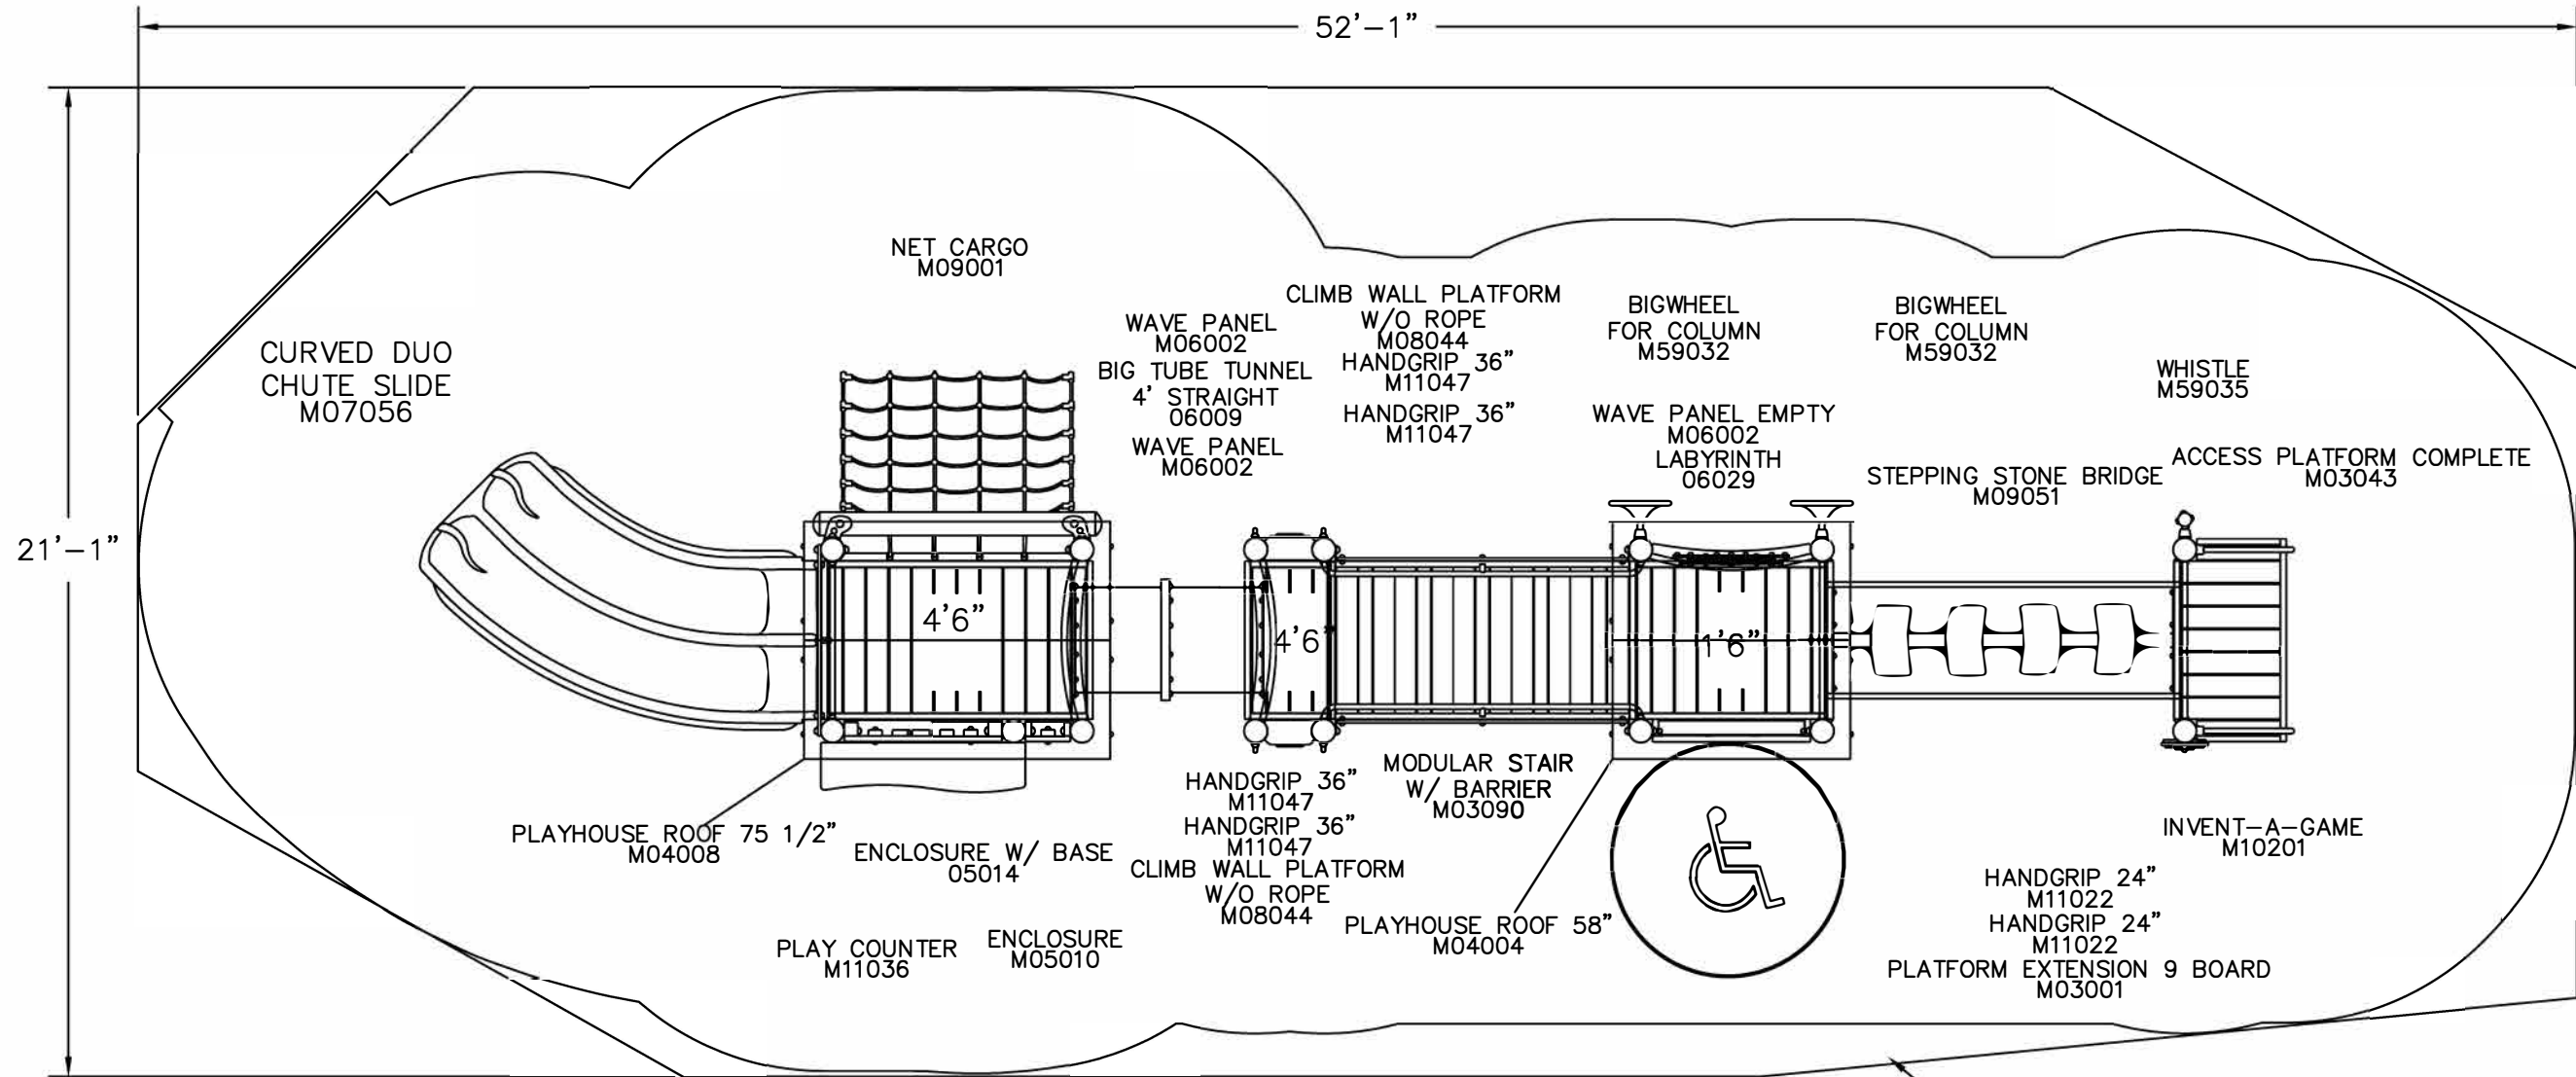 52'-1"
21'-1"
NET CARGO
M09001
CURVED DUO
CHUTE SLIDE
M07056
WAVE PANEL
M06002
BIG TUBE TUNNEL
4' STRAIGHT
06009
WAVE PANEL
M06002
CLIMB WALL PLATFORM
W/O ROPE
M08044
HANDGRIP 36"
M11047
HANDGRIP 36"
M11047
BIGWHEEL
FOR COLUMN
M59032
BIGWHEEL
FOR COLUMN
M59032
WHISTLE
M59035
WAVE PANEL EMPTY
M06002
LABYRINTH
06029
STEPPING STONE BRIDGE
M09051
ACCESS PLATFORM COMPLETE
M03043
4'6"
4'6"
1'6"
PLAYHOUSE ROOF 75 1/2"
M04008
ENCLOSURE W/ BASE
05014
PLAY COUNTER
M11036
ENCLOSURE
M05010
HANDGRIP 36"
M11047
HANDGRIP 36"
M11047
CLIMB WALL PLATFORM
W/O ROPE
M08044
MODULAR STAIR
W/ BARRIER
M03090
PLAYHOUSE ROOF 58"
M04004
INVENT-A-GAME
M10201
HANDGRIP 24"
M11022
HANDGRIP 24"
M11022
PLATFORM EXTENSION 9 BOARD
M03001